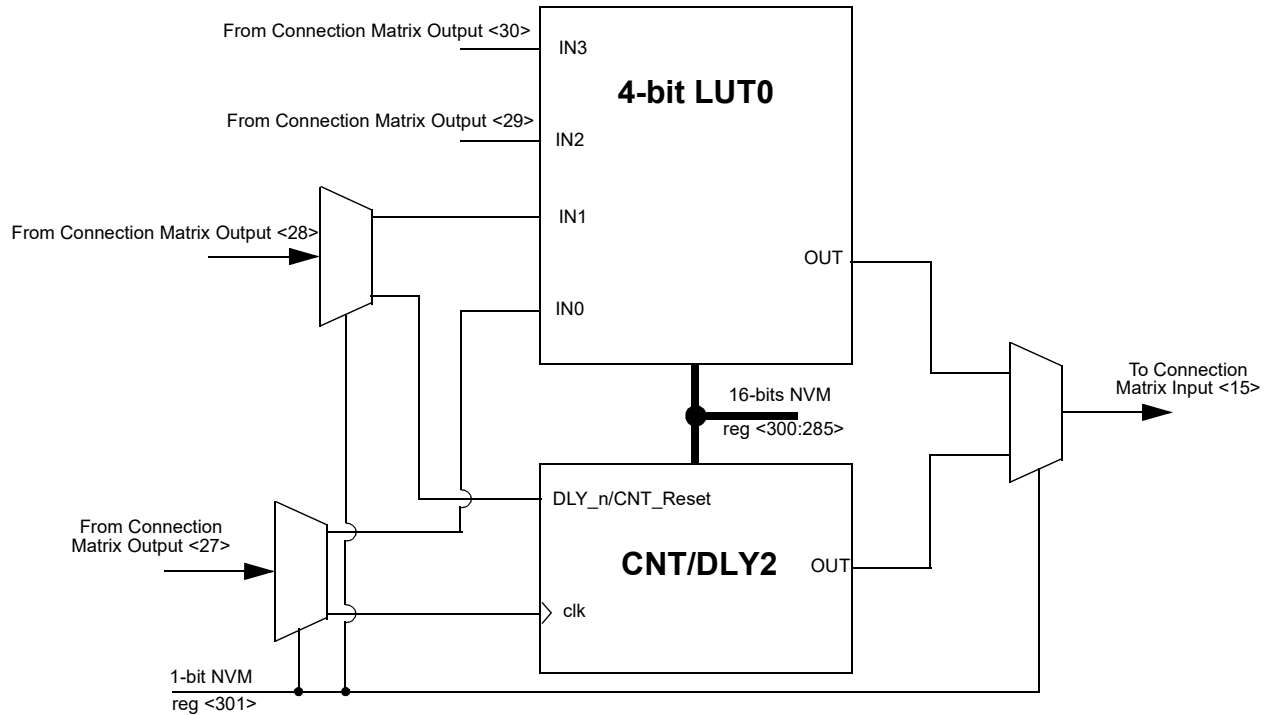 From Connection Matrix Output <30>
IN3
4-bit LUT0
From Connection Matrix Output <29>
IN2
IN1
From Connection Matrix Output <28>
OUT
IN0
To Connection
Matrix Input <15>
16-bits NVM
reg <300:285>
DLY_n/CNT_Reset
From Connection
Matrix Output <27>
CNT/DLY2
OUT
clk
1-bit NVM
reg <301>